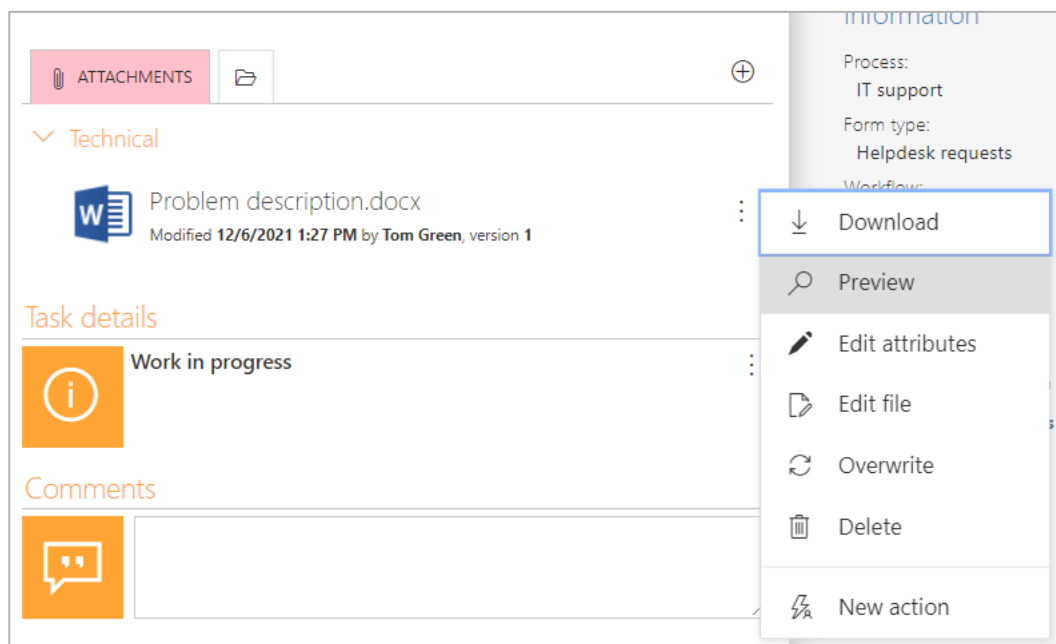 Information
ATTACHMENTS
Process:
IT support
Form type:
Helpdesk requests
Workflow:
Technical
W
Problem description.docx
Modified 12/6/2021 1:27 PM by Tom Green, version 1
Download
Preview
Edit attributes
Edit file
Overwrite
Delete
New action
Task details
Work in progress
Comments